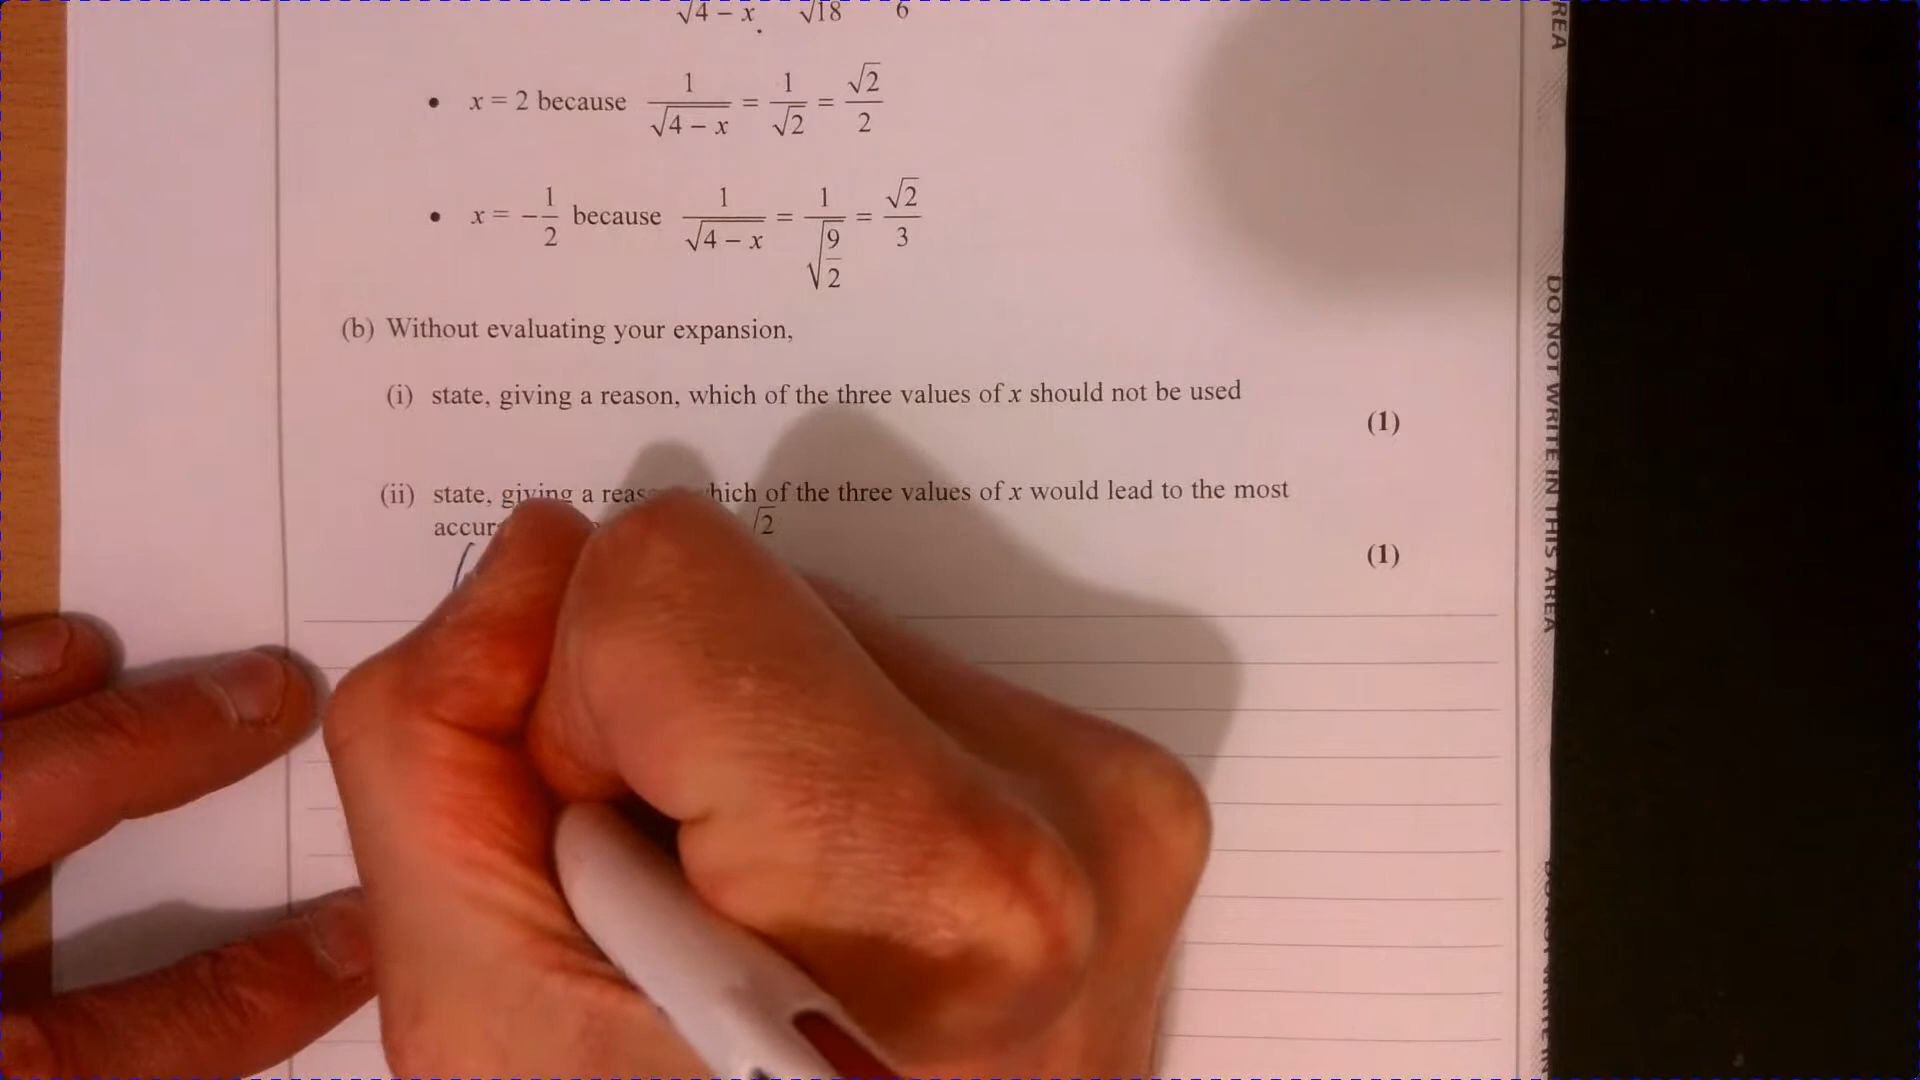 √4 – x √18 6
• x = 2 because 1/√(4 – x) = 1/√2 = √2/2
• x = –1/2 because 1/√(4 – x) = 1/√(9/2) = √2/3
(b) Without evaluating your expansion,
(i) state, giving a reason, which of the three values of x should not be used
(1)
(ii) state, giving a which of the three values of x would lead to the most
√2
(1)
REA
DO NOT WRITE IN THIS AREA